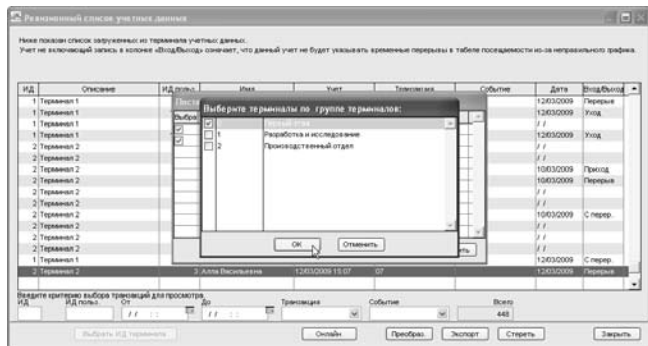 Ревизионный список учетных данных
Ниже показан список загруженных из терминала учетных данных.
Учет не включающий запись в колонке «Вход/Выход» означает, что данный учет не будет указывать временные перерывы в табеле посещаемости из-за неправильного графика.
ИД Описание ИД польз. Имя Учет Транзакция Событие Дата Вход/Выход
Выберите терминалы по группе терминалов:
Выбра
1 Терминал 1 12/03/2009 Перерыв
1 Терминал 1 12/03/2009 Уход
1 Терминал 1 / /
1 Терминал 1 12/03/2009 Уход
2 Терминал 2 / /
2 Терминал 2 / /
2 Терминал 2 10/03/2009 Приход
2 Терминал 2 10/03/2009 Перерыв
2 Терминал 2 / /
2 Терминал 2 / /
2 Терминал 2 10/03/2009 С перер.
2 Терминал 2 / /
2 Терминал 2 / /
1 Терминал 1 12/03/2009 С перер.
2 Терминал 2 3 Алла Васильевна 12/03/2009 15:07 07 12/03/2009 Перерыв
1 Разработка и исследование
2 Производственный отдел
OK Отменить
Введите критерию выбора транзакций для просмотра.
ИД ИД польз. От До Транзакция Событие Всего
/ / : : / / : : 448
Выбрать ИД терминала Онлайн Преобраз. Экспорт Стереть. Закрыть